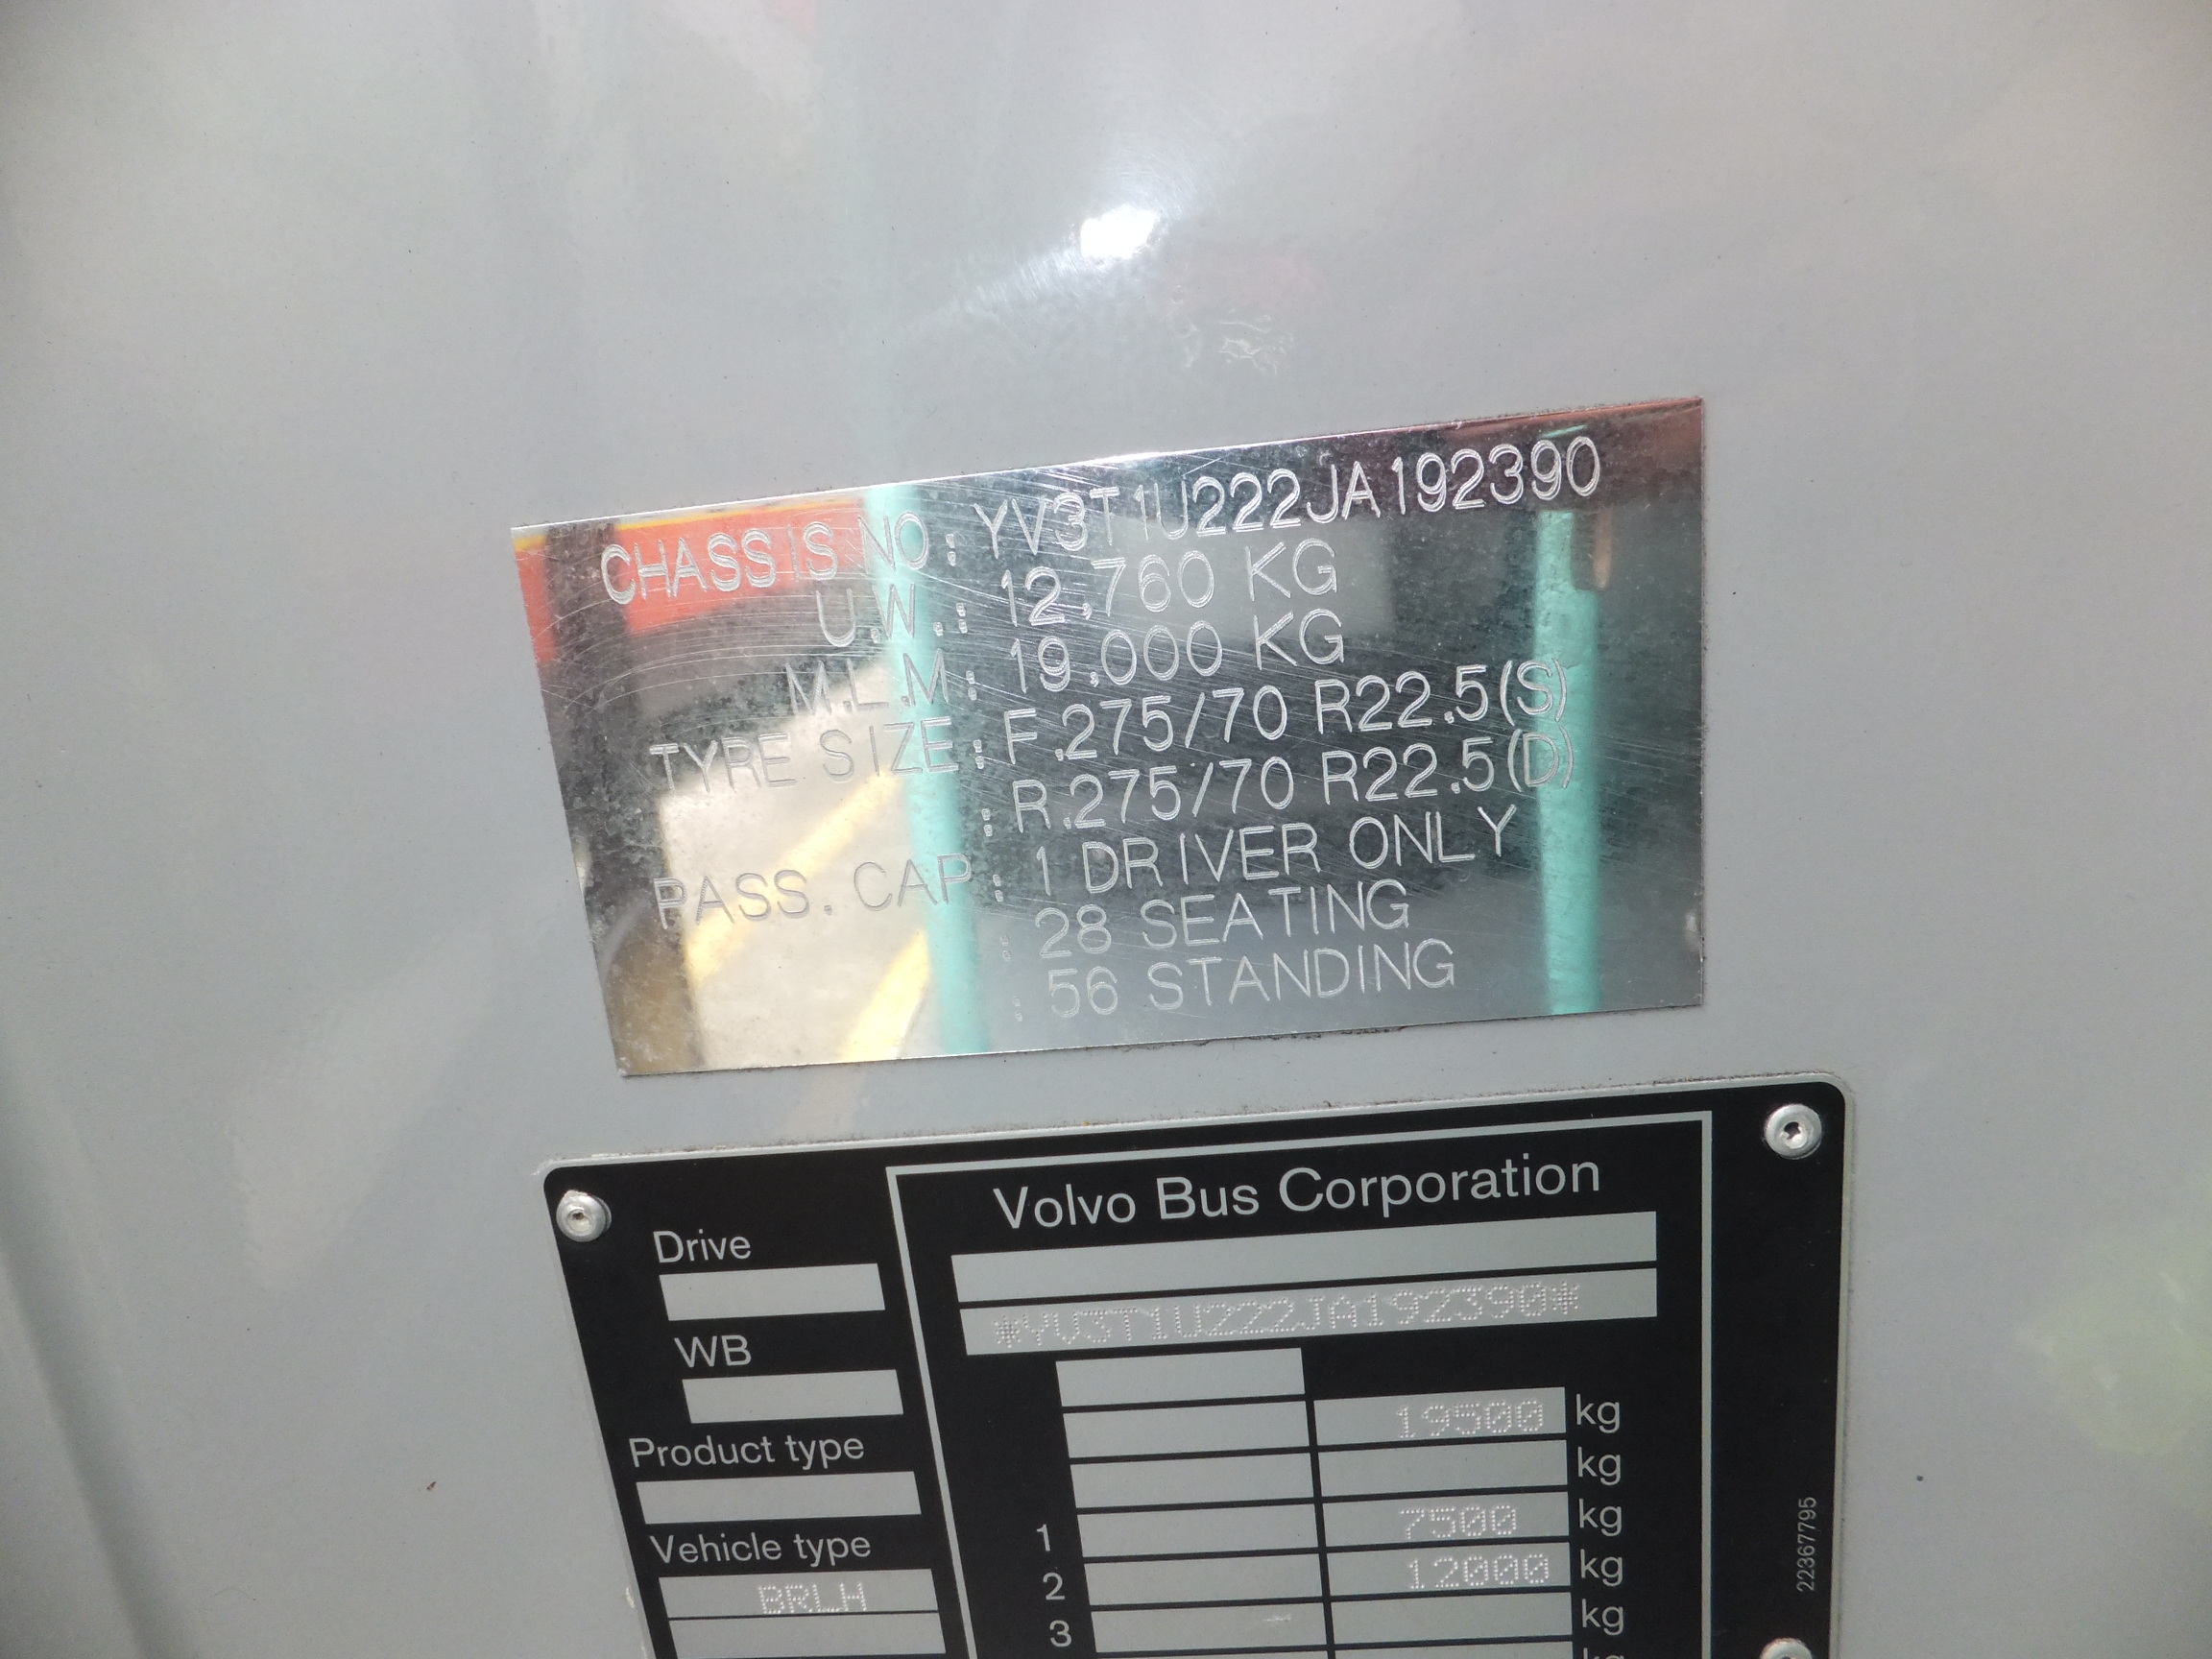 CHASSIS NO.: YV3T1U222JA192390
U.W.: 12,760 KG
M.L.M: 19,000 KG
TYRE SIZE: F.275/70 R22.5(S)
: R.275/70 R22.5(D)
PASS. CAP: 1 DRIVER ONLY
: 28 SEATING
: 56 STANDING
Volvo Bus Corporation
*YV3T1U222JA192390*
Drive
WB
Product type
Vehicle type
BRLH
19500 kg
kg
1 7500 kg
2 12000 kg
3 kg
kg
22367795